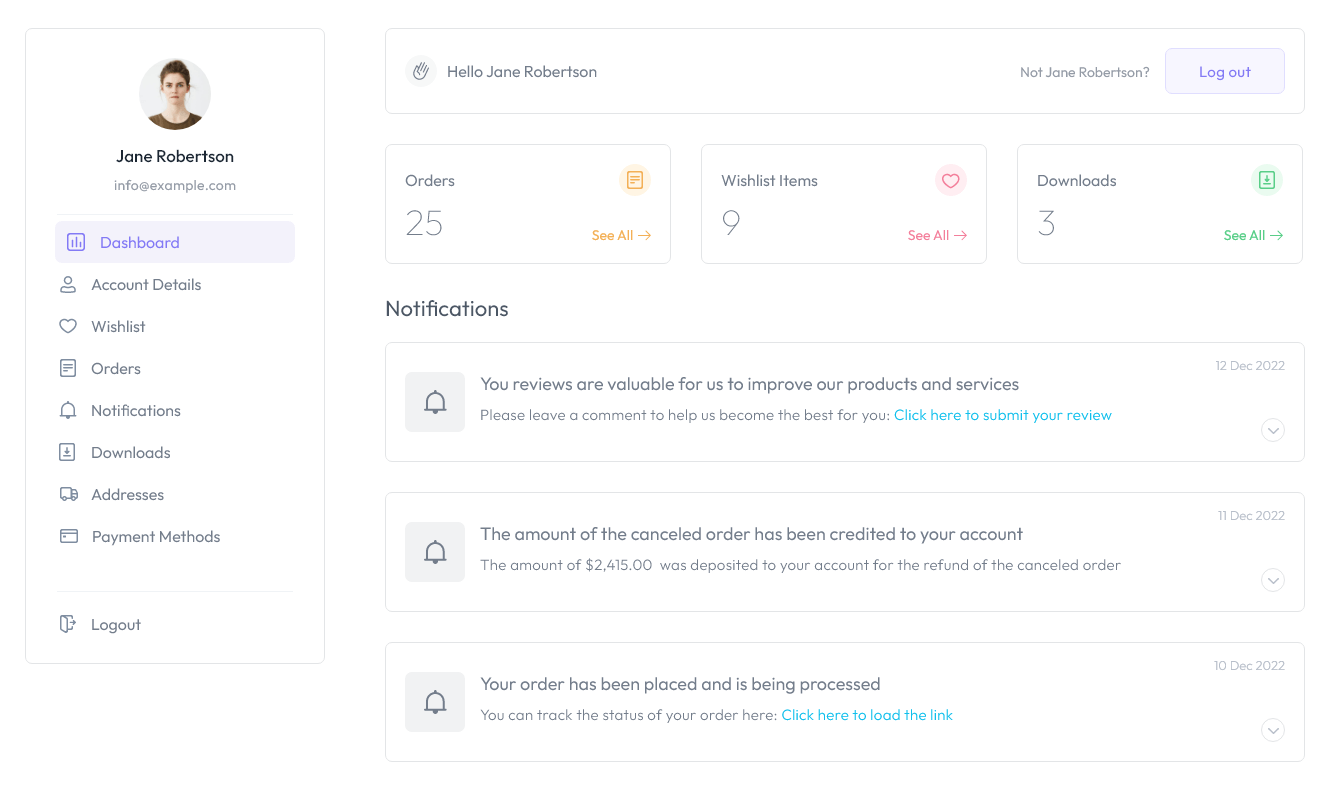 Jane Robertson
info@example.com
Dashboard
Account Details
Wishlist
Orders
Notifications
Downloads
Addresses
Payment Methods
Logout
Hello Jane Robertson
Not Jane Robertson?
Log out
Orders
25
See All
Wishlist Items
9
See All
Downloads
3
See All
Notifications
12 Dec 2022
You reviews are valuable for us to improve our products and services
Please leave a comment to help us become the best for you: Click here to submit your review
11 Dec 2022
The amount of the canceled order has been credited to your account
The amount of $2,415.00  was deposited to your account for the refund of the canceled order
10 Dec 2022
Your order has been placed and is being processed
You can track the status of your order here: Click here to load the link